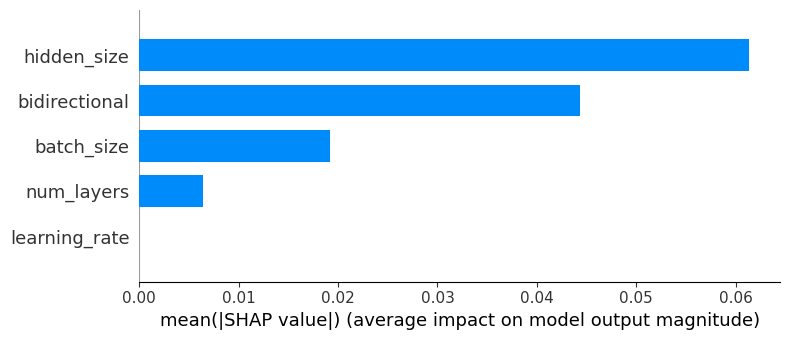 hidden_size
bidirectional
batch_size
num_layers
learning_rate
0.00 0.01 0.02 0.03 0.04 0.05 0.06
mean(|SHAP value|) (average impact on model output magnitude)